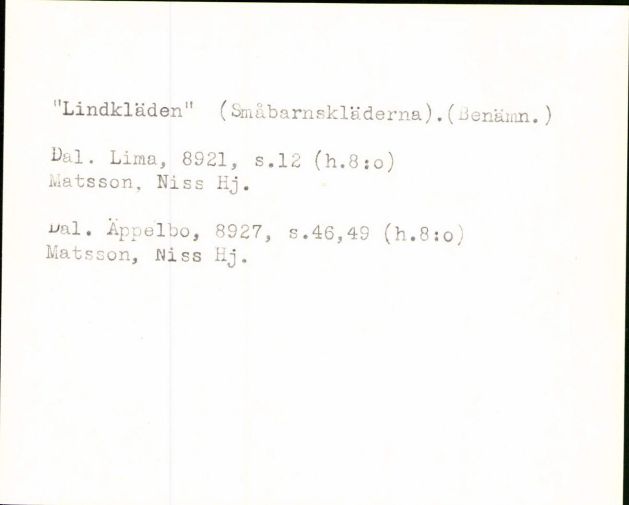 "Lindkläden" (Småbarnskläderna).(Benämn.)
Dal. Lima, 8921, s.12 (h.8:o)
Matsson, Niss Hj.
Dal. Äppelbo, 8927, s.46,49 (h.8:o)
Matsson, Niss Hj.